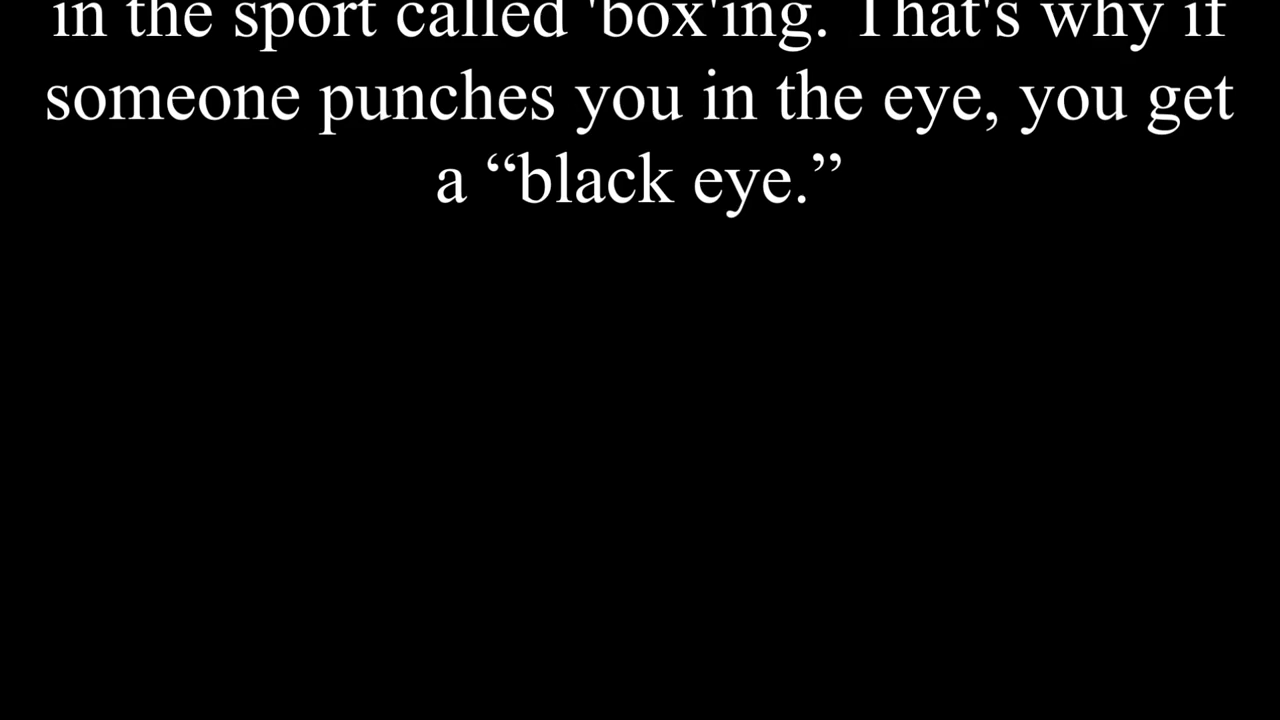 in the sport called 'box'ing. That's why if
someone punches you in the eye, you get
a “black eye.”